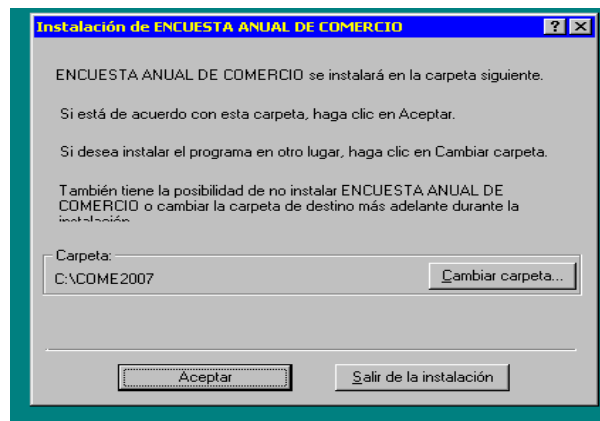 Instalación de ENCUESTA ANUAL DE COMERCIO
ENCUESTA ANUAL DE COMERCIO se instalará en la carpeta siguiente.
Si está de acuerdo con esta carpeta, haga clic en Aceptar.
Si desea instalar el programa en otro lugar, haga clic en Cambiar carpeta.
También tiene la posibilidad de no instalar ENCUESTA ANUAL DE
COMERCIO o cambiar la carpeta de destino más adelante durante la
instalación.
Carpeta:
C:\COME2007
Cambiar carpeta...
Aceptar
Salir de la instalación